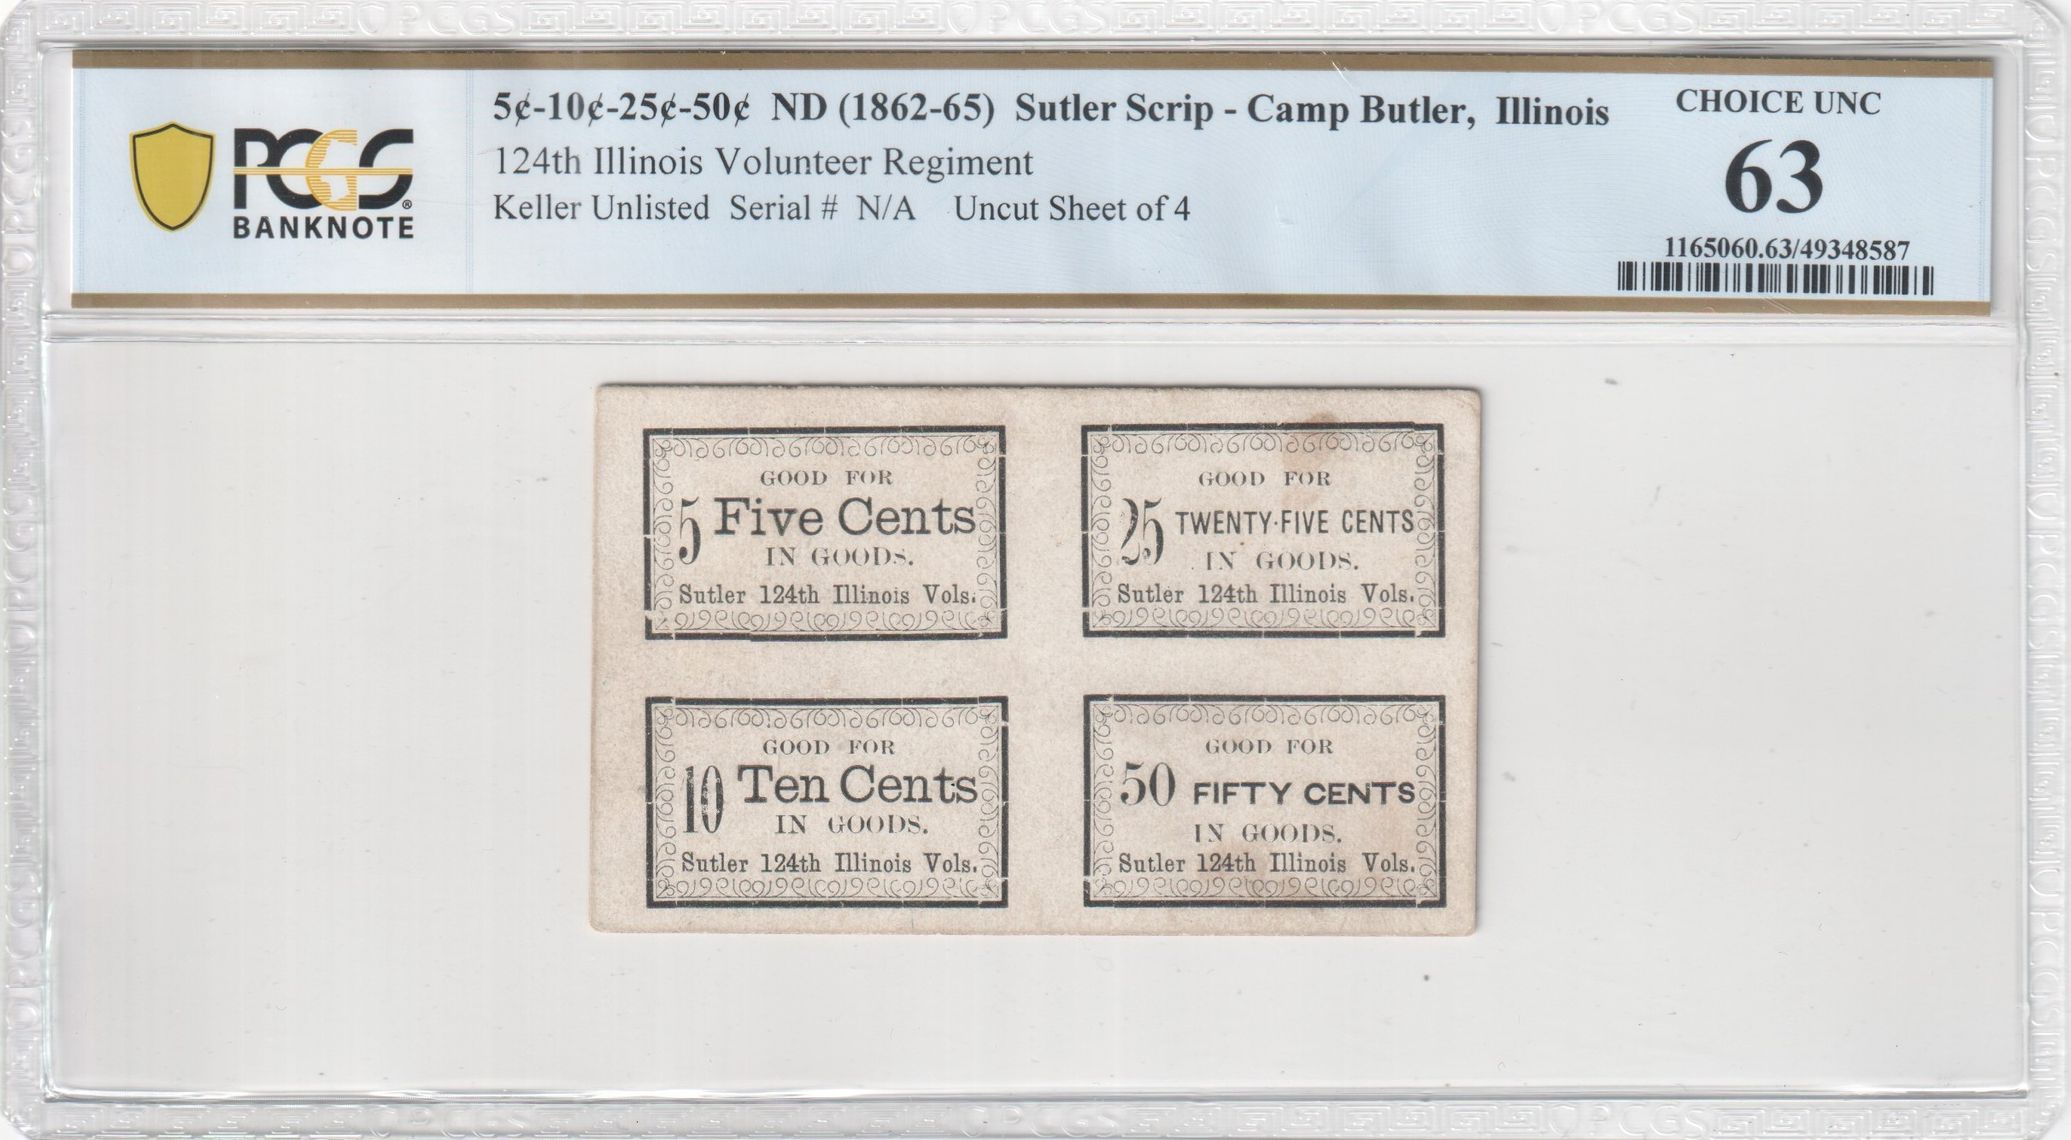 5¢-10¢-25¢-50¢ ND (1862-65) Sutler Scrip - Camp Butler, Illinois
124th Illinois Volunteer Regiment
Keller Unlisted Serial # N/A Uncut Sheet of 4
PCGS
BANKNOTE
CHOICE UNC
63
1165060.63/49348587
GOOD FOR
5 Five Cents
IN GOODS.
Sutler 124th Illinois Vols.
GOOD FOR
25 TWENTY-FIVE CENTS
IN GOODS.
Sutler 124th Illinois Vols.
GOOD FOR
10 Ten Cents
IN GOODS.
Sutler 124th Illinois Vols.
GOOD FOR
50 FIFTY CENTS
IN GOODS.
Sutler 124th Illinois Vols.